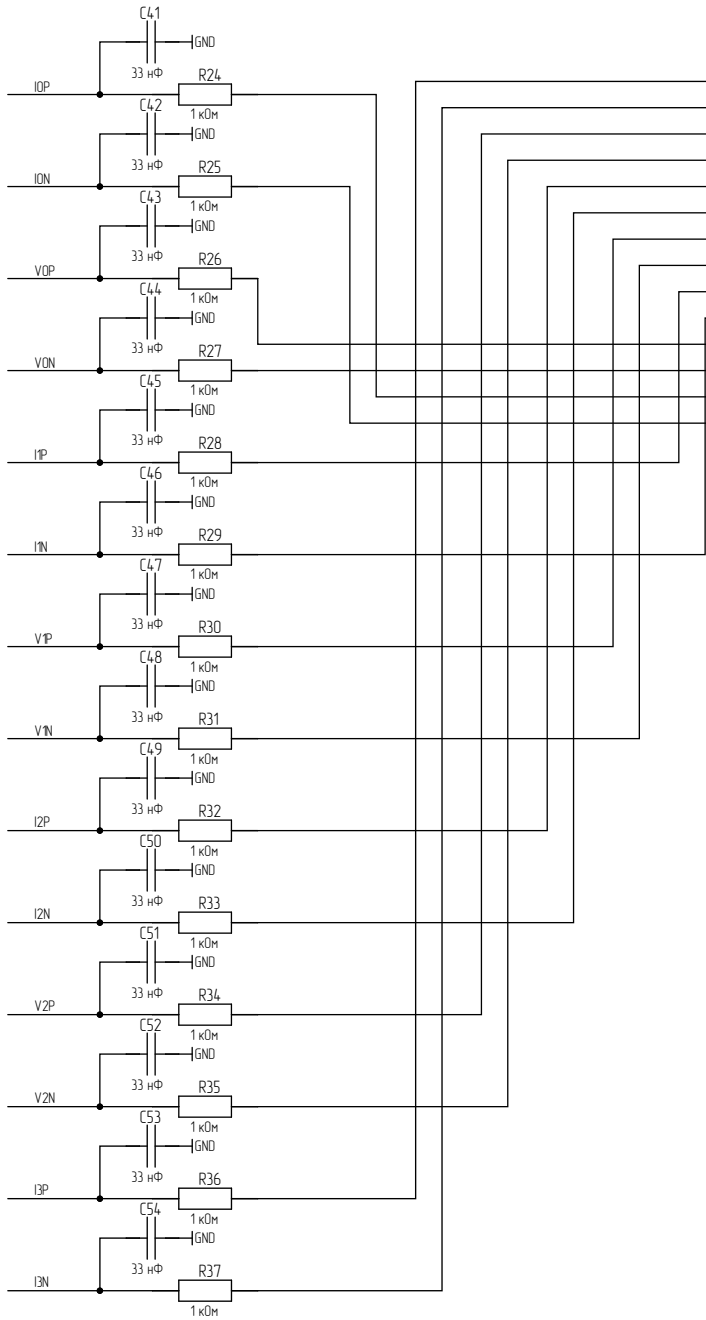 C41
GND
33 нФ
R24
I0P
1 кОм
C42
GND
33 нФ
R25
I0N
1 кОм
C43
GND
33 нФ
R26
V0P
1 кОм
C44
GND
33 нФ
R27
V0N
1 кОм
C45
GND
33 нФ
R28
I1P
1 кОм
C46
GND
33 нФ
R29
I1N
1 кОм
C47
GND
33 нФ
R30
V1P
1 кОм
C48
GND
33 нФ
R31
V1N
1 кОм
C49
GND
33 нФ
R32
I2P
1 кОм
C50
GND
33 нФ
R33
I2N
1 кОм
C51
GND
33 нФ
R34
V2P
1 кОм
C52
GND
33 нФ
R35
V2N
1 кОм
C53
GND
33 нФ
R36
I3P
1 кОм
C54
GND
33 нФ
R37
I3N
1 кОм